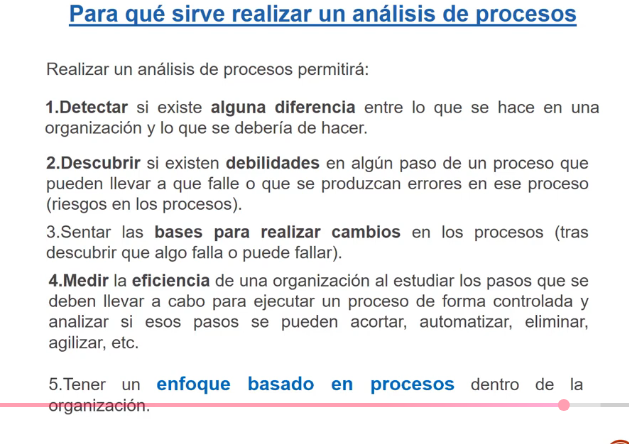 Para qué sirve realizar un análisis de procesos
Realizar un análisis de procesos permitirá:
1.Detectar si existe alguna diferencia entre lo que se hace en una
organización y lo que se debería de hacer.
2.Descubrir si existen debilidades en algún paso de un proceso que
pueden llevar a que falle o que se produzcan errores en ese proceso
(riesgos en los procesos).
3.Sentar las bases para realizar cambios en los procesos (tras
descubrir que algo falla o puede fallar).
4.Medir la eficiencia de una organización al estudiar los pasos que se
deben llevar a cabo para ejecutar un proceso de forma controlada y
analizar si esos pasos se pueden acortar, automatizar, eliminar,
agilizar, etc.
5.Tener un enfoque basado en procesos dentro de la
organización.